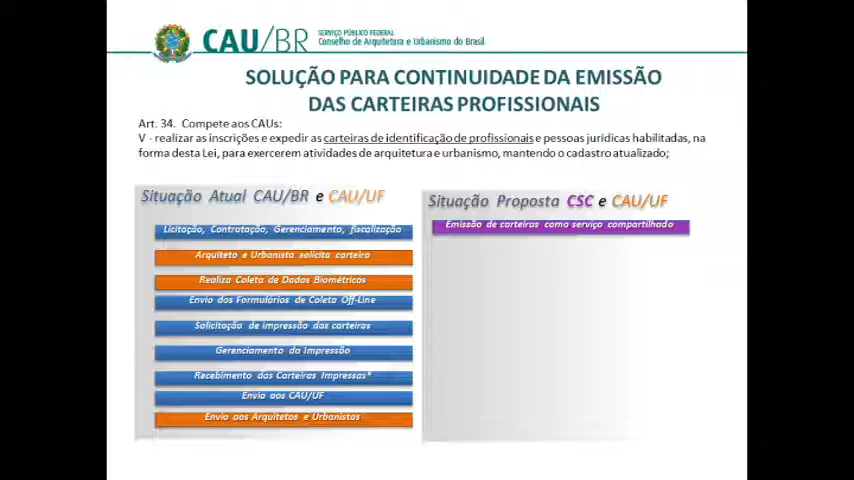 CAU/BR
SERVIÇO PÚBLICO FEDERAL
Conselho de Arquitetura e Urbanismo do Brasil
SOLUÇÃO PARA CONTINUIDADE DA EMISSÃO
DAS CARTEIRAS PROFISSIONAIS
Art. 34. Compete aos CAUs:
V - realizar as inscrições e expedir as carteiras de identificação de profissionais e pessoas jurídicas habilitadas, na
forma desta Lei, para exercerem atividades de arquitetura e urbanismo, mantendo o cadastro atualizado;
Situação Atual CAU/BR e CAU/UF
Licitação, Contratação, Gerenciamento, fiscalização
Arquiteto e Urbanista solicita carteira
Realiza Coleta de Dados Biométricos
Envio dos Formulários de Coleta Off-Line
Solicitação de impressão das carteiras
Gerenciamento da Impressão
Recebimento das Carteiras Impressas*
Envio aos CAU/UF
Envio aos Arquitetos e Urbanistas
Situação Proposta CSC e CAU/UF
Emissão de carteiras como serviço compartilhado